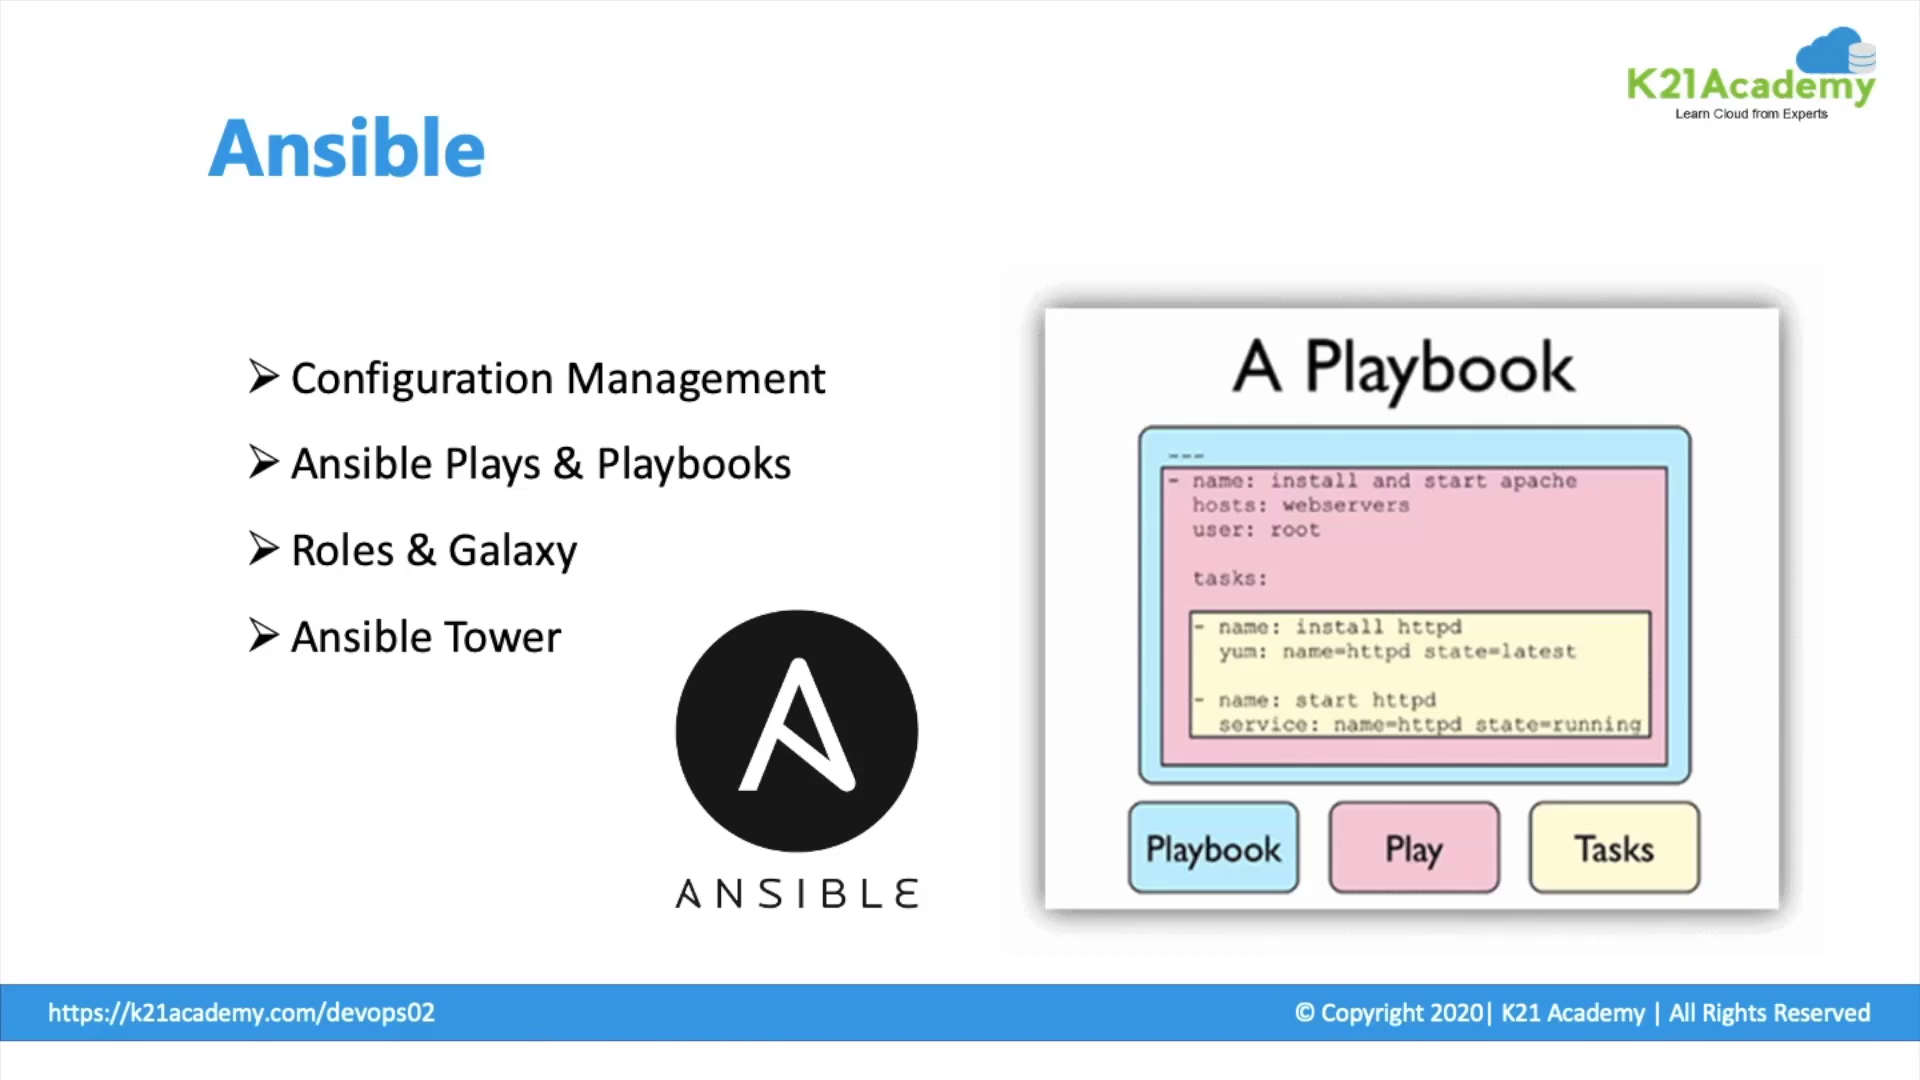 K21Academy
Learn Cloud from Experts
Ansible
➢ Configuration Management
➢ Ansible Plays & Playbooks
➢ Roles & Galaxy
➢ Ansible Tower
ANSIBLE
A Playbook
---
- name: install and start apache
  hosts: webservers
  user: root
  tasks:
  - name: install httpd
    yum: name=httpd state=latest
  - name: start httpd
    service: name=httpd state=running
Playbook
Play
Tasks
https://k21academy.com/devops02
© Copyright 2020| K21 Academy | All Rights Reserved